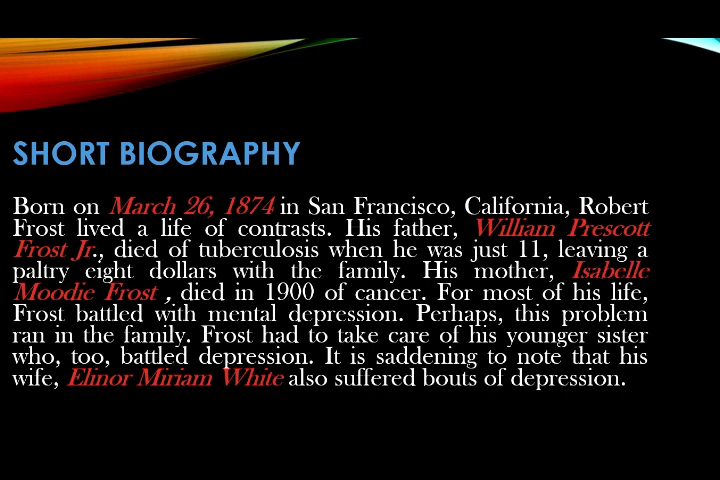 SHORT BIOGRAPHY
Born on March 26, 1874 in San Francisco, California, Robert
Frost lived a life of contrasts. His father, William Prescott
Frost Jr., died of tuberculosis when he was just 11, leaving a
paltry eight dollars with the family. His mother, Isabelle
Moodie Frost , died in 1900 of cancer. For most of his life,
Frost battled with mental depression. Perhaps, this problem
ran in the family. Frost had to take care of his younger sister
who, too, battled depression. It is saddening to note that his
wife, Elinor Miriam White also suffered bouts of depression.